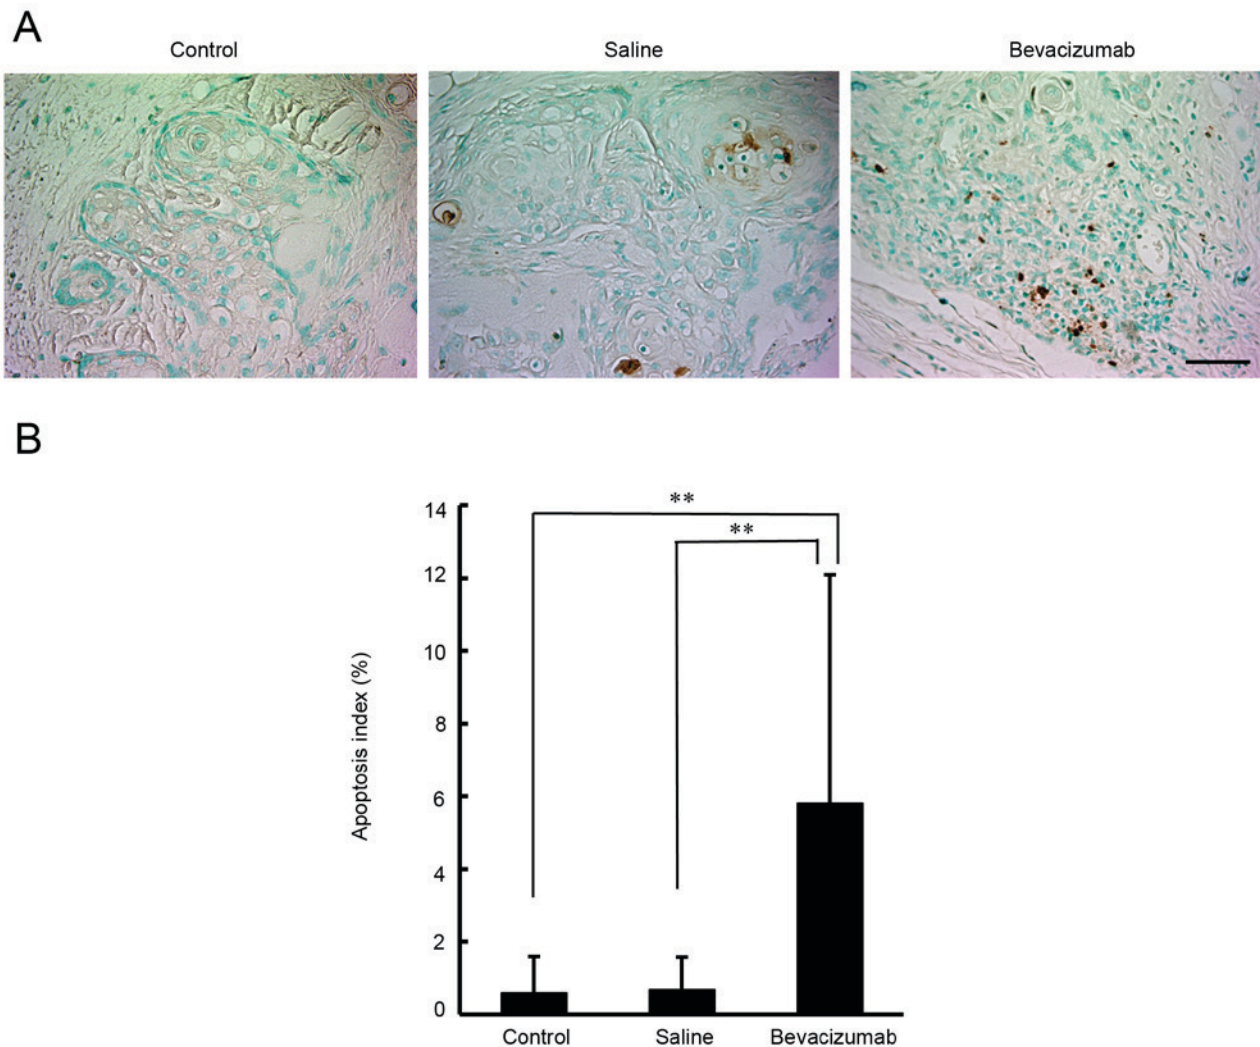 A
Control Saline Bevacizumab
B
**
**
14
12
10
8
6
4
2
0
Apoptosis index (%)
Control Saline Bevacizumab